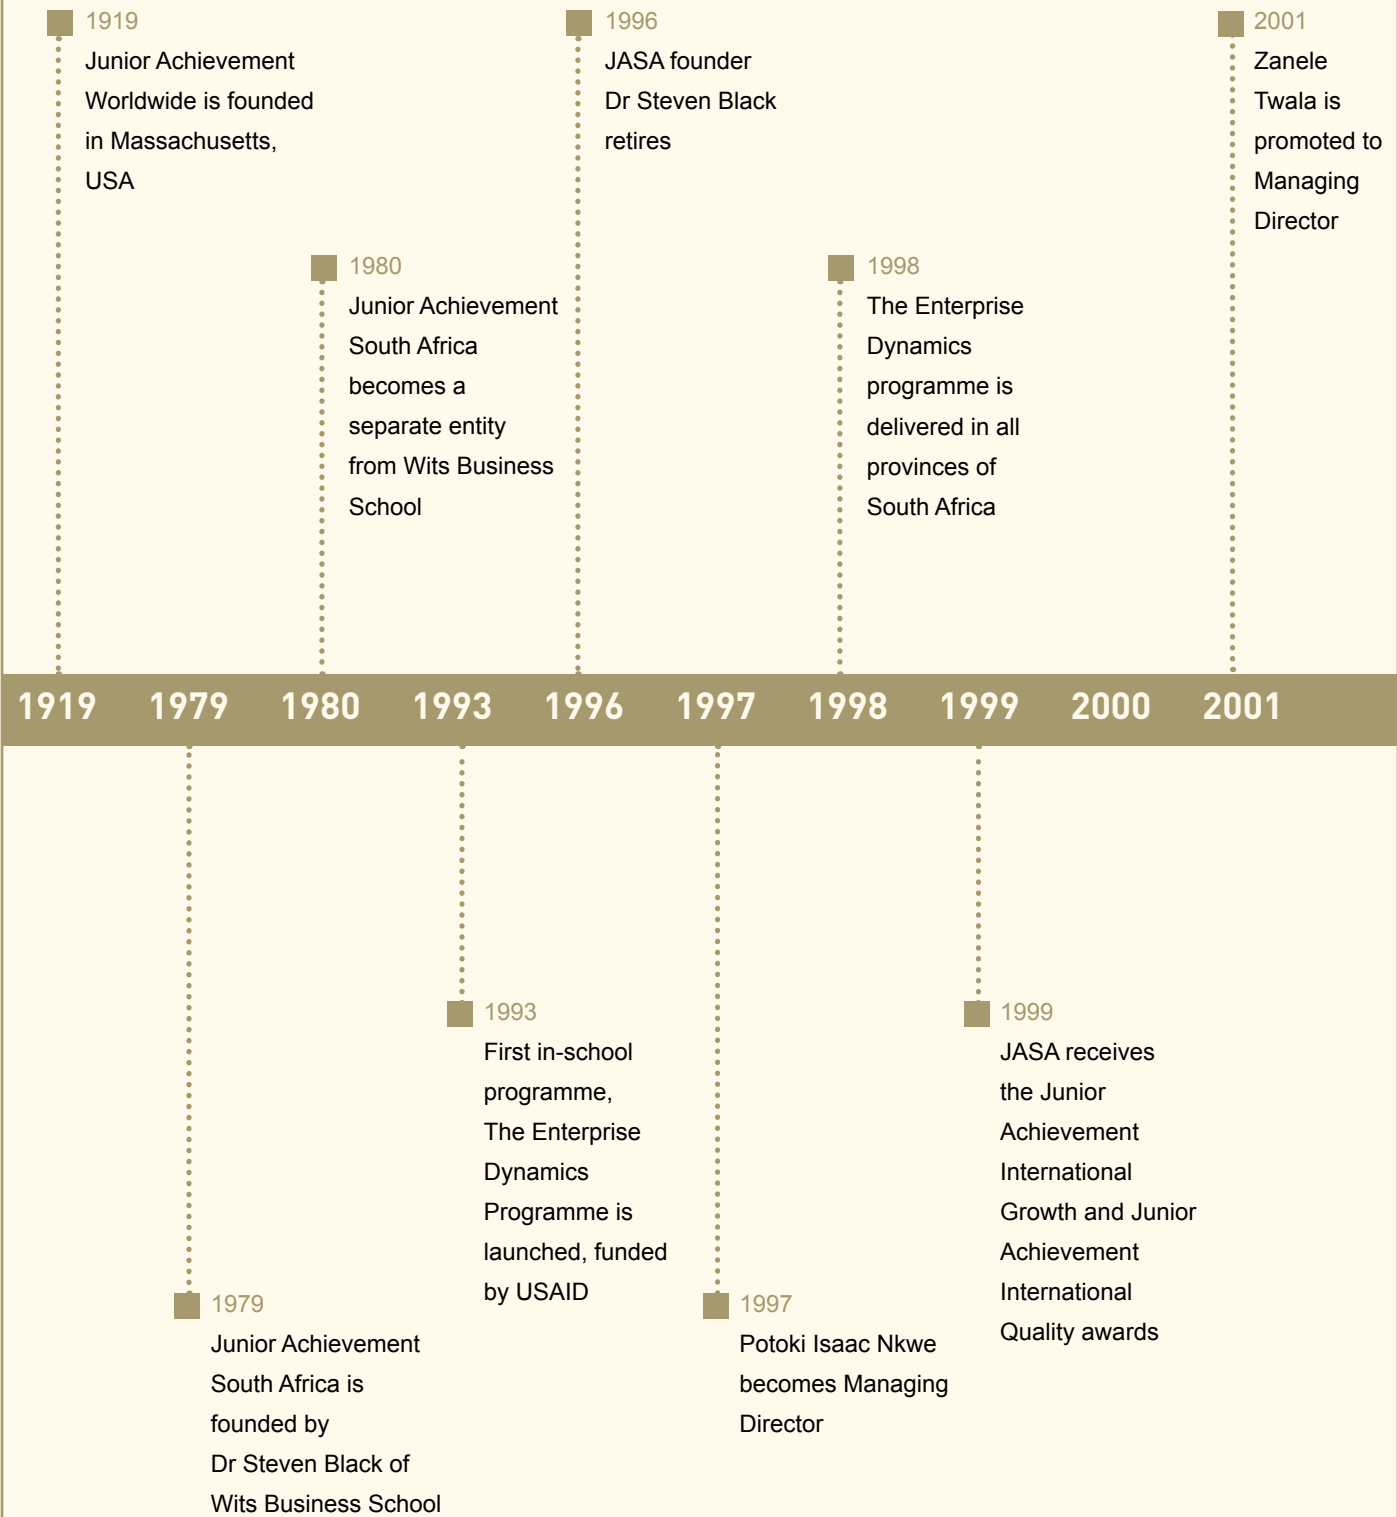 1919
Junior Achievement
Worldwide is founded
in Massachusetts,
USA
1996
JASA founder
Dr Steven Black
retires
2001
Zanele
Twala is
promoted to
Managing
Director
1980
Junior Achievement
South Africa
becomes a
separate entity
from Wits Business
School
1998
The Enterprise
Dynamics
programme is
delivered in all
provinces of
South Africa
1919 1979 1980 1993 1996 1997 1998 1999 2000 2001
1993
First in-school
programme,
The Enterprise
Dynamics
Programme is
launched, funded
by USAID
1999
JASA receives
the Junior
Achievement
International
Growth and Junior
Achievement
International
Quality awards
1979
Junior Achievement
South Africa is
founded by
Dr Steven Black of
Wits Business School
1997
Potoki Isaac Nkwe
becomes Managing
Director